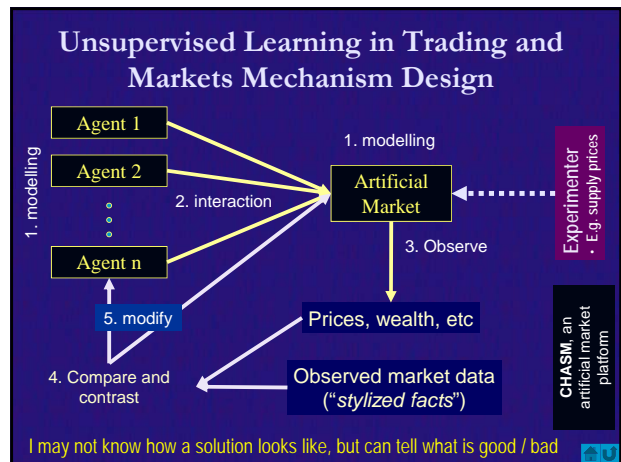 Unsupervised Learning in Trading and
Markets Mechanism Design
Agent 1
1. modelling
Agent 2
1. modelling
2. interaction
Artificial
Market
Experimenter
• E.g. supply prices
Agent n
3. Observe
5. modify
Prices, wealth, etc
4. Compare and
contrast
Observed market data
("stylized facts")
CHASM, an
artificial market
platform
I may not know how a solution looks like, but can tell what is good / bad